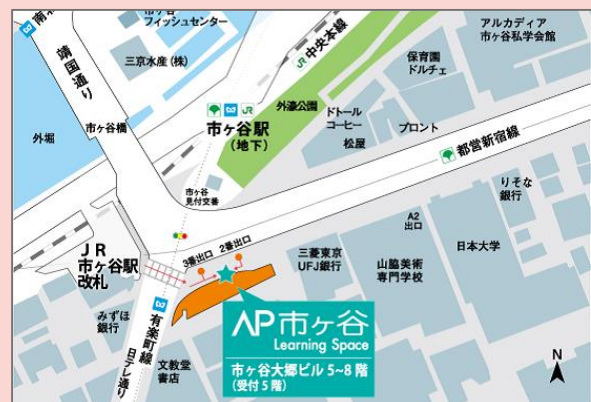 市ヶ谷
フィッシュセンター
アルカディア
市ヶ谷私学会館
靖国通り
三京水産(株)
JR 中央本線
保育園
ドルチェ
外堀
市ヶ谷橋
JR
市ヶ谷駅
(地下)
外濠公園
ドトール
コーヒー
松屋
プロント
都営新宿線
市ヶ谷
見付交番
りそな
銀行
A2
出口
日本大学
3番出口
2番出口
三菱東京
UFJ銀行
山脇美術
専門学校
JR
市ヶ谷駅
改札
みずほ
銀行
有楽町線
日テレ通り
文教堂
書店
AP市ヶ谷
Learning Space
市ヶ谷大郷ビル 5~8 階
(受付 5 階)
N